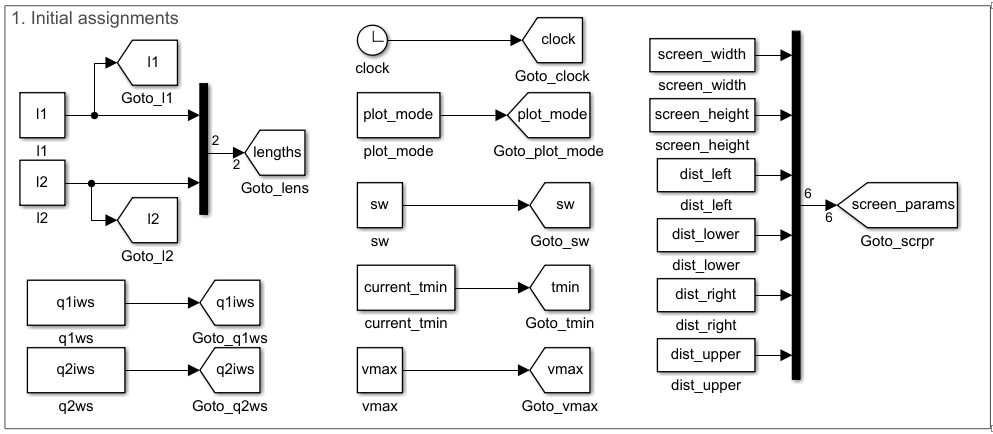 1. Initial assignments
l1
Goto_l1
l1
l1
l2
l2
l2
Goto_l2
2
2
lengths
Goto_lens
q1iws
q1ws
q1iws
Goto_q1ws
q2iws
q2ws
q2iws
Goto_q2ws
clock
clock
Goto_clock
plot_mode
plot_mode
plot_mode
Goto_plot_mode
sw
sw
sw
Goto_sw
current_tmin
current_tmin
tmin
Goto_tmin
vmax
vmax
vmax
Goto_vmax
screen_width
screen_width
screen_height
screen_height
dist_left
dist_left
dist_lower
dist_lower
dist_right
dist_right
dist_upper
dist_upper
6
6
screen_params
Goto_scrpr